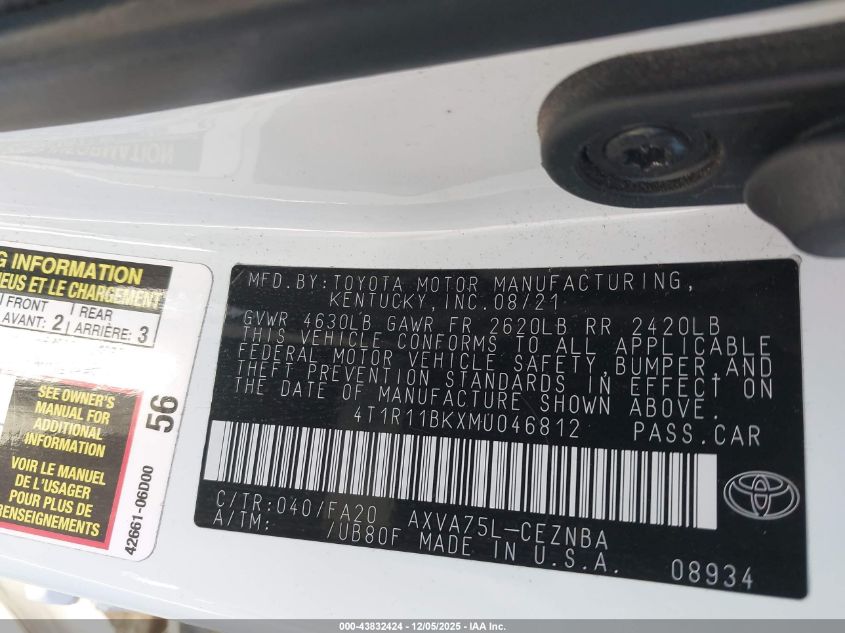 G INFORMATION
EUS ET LE CHARGEMENT
FRONT
AVANT: 2
REAR
ARRIÈRE: 3
SEE OWNER'S
MANUAL FOR
ADDITIONAL
INFORMATION
VOIR LE MANUEL
DE L'USAGER
POUR PLUS DE
RENSEIGNEMENTS
56
42661-06D00
MFD.BY:TOYOTA MOTOR MANUFACTURING,
KENTUCKY, INC.08/21
GVWR 4630LB GAWR FR 2620LB RR 2420LB
THIS VEHICLE CONFORMS TO ALL APPLICABLE
FEDERAL MOTOR VEHICLE SAFETY, BUMPER, AND
THEFT PREVENTION STANDARDS IN EFFECT ON
THE DATE OF MANUFACTURE SHOWN ABOVE.
4T1R11BKXMU046812 PASS.CAR
C/TR:040/FA20 AXVA75L-CEZNBA
A/TM: /UB80F MADE IN U.S.A.
08934
000-43832424 - 12/05/2025 - IAA Inc.